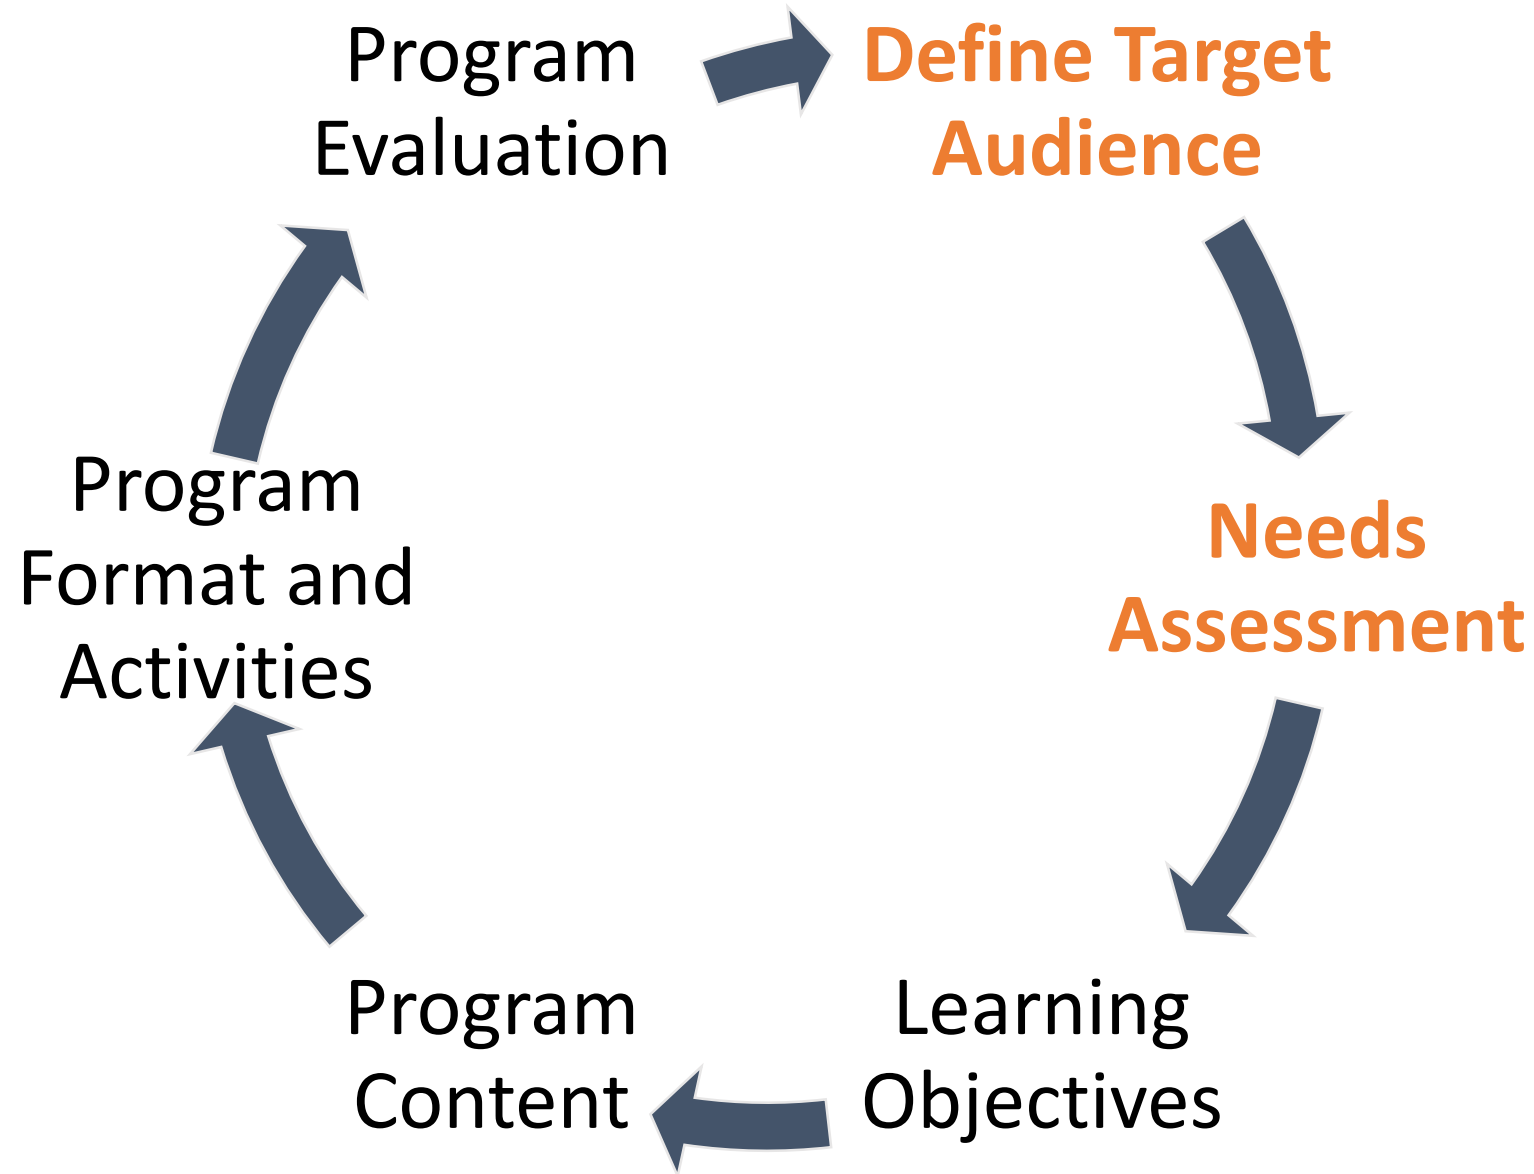 Program
Evaluation
Define Target
Audience
Needs
Assessment
Learning
Objectives
Program
Content
Program
Format and
Activities